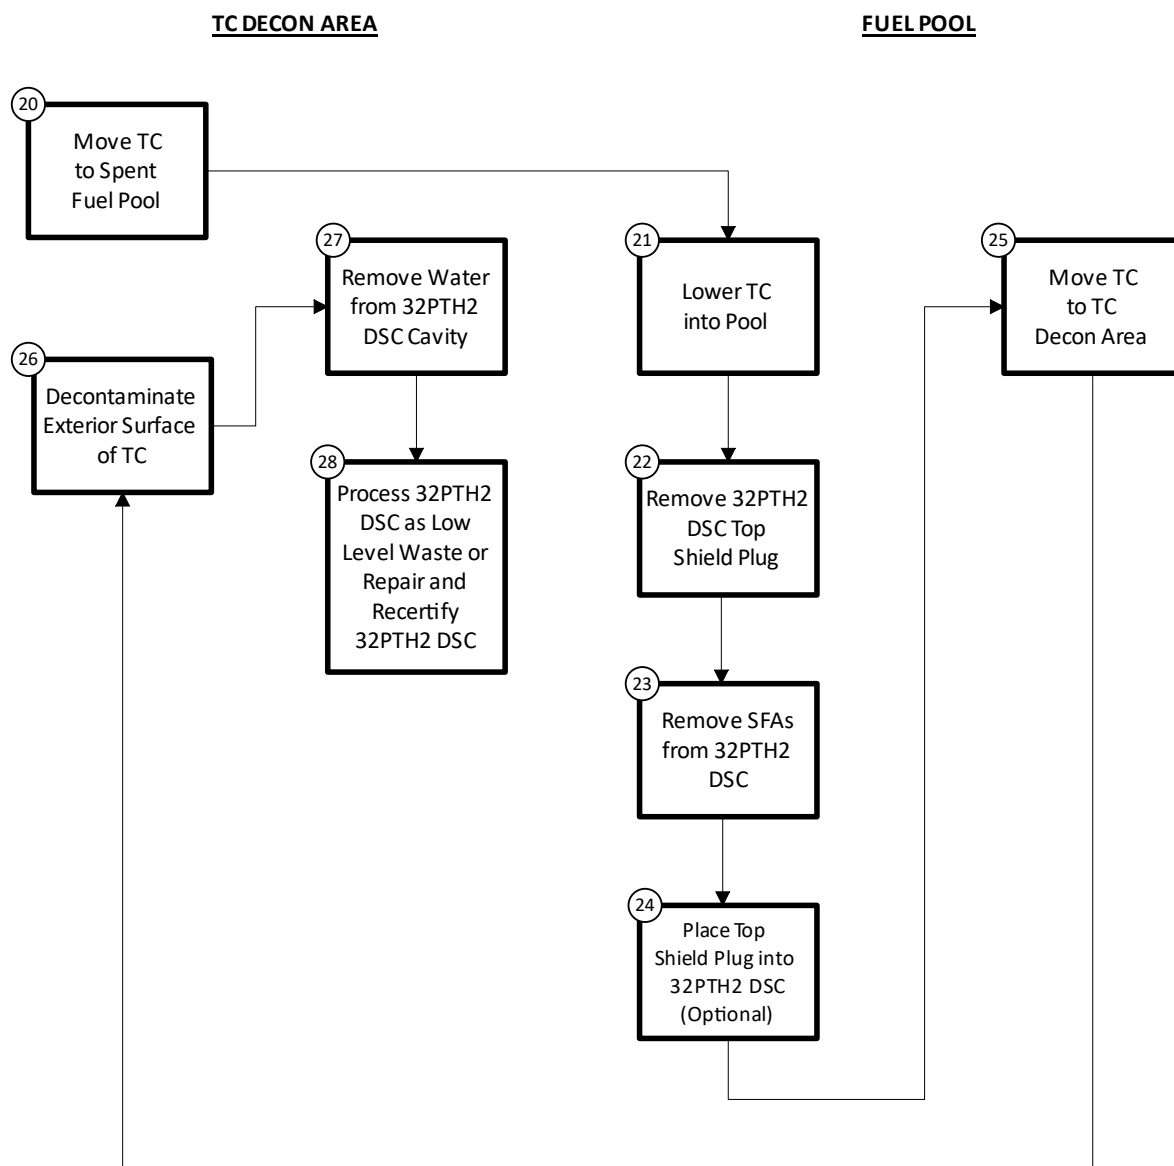 TC DECON AREA
FUEL POOL
20
Move TC
to Spent
Fuel Pool
21
Lower TC
into Pool
22
Remove 32PTH2
DSC Top
Shield Plug
23
Remove SFAs
from 32PTH2
DSC
24
Place Top
Shield Plug into
32PTH2 DSC
(Optional)
25
Move TC
to TC
Decon Area
26
Decontaminate
Exterior Surface
of TC
27
Remove Water
from 32PTH2
DSC Cavity
28
Process 32PTH2
DSC as Low
Level Waste or
Repair and
Recertify
32PTH2 DSC